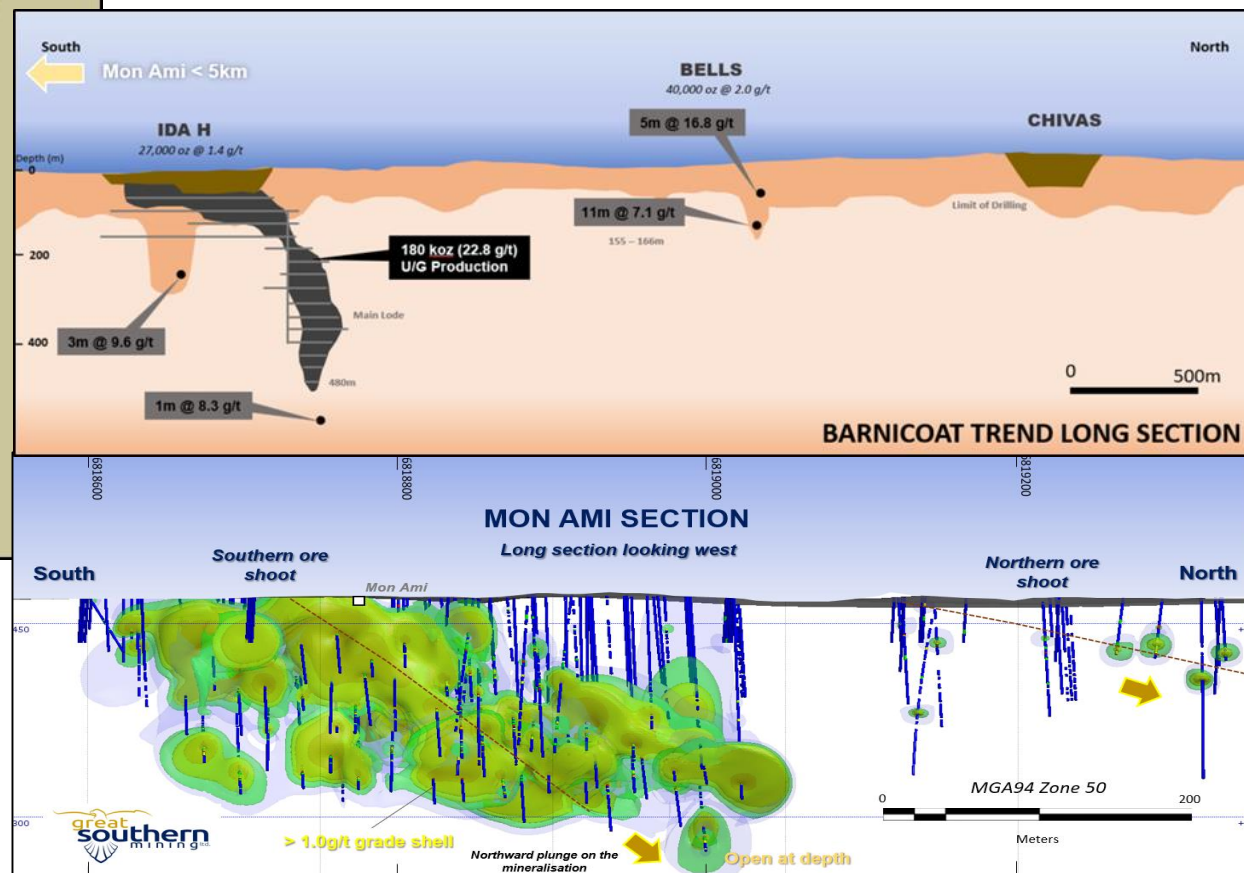 South
North
Mon Ami < 5km
BELLS
40,000 oz @ 2.0 g/t
5m @ 16.8 g/t
CHIVAS
IDA H
27,000 oz @ 1.4 g/t
Depth (m)
0
11m @ 7.1 g/t
155 – 166m
Limit of Drilling
180 koz (22.8 g/t)
U/G Production
200
Main Lode
3m @ 9.6 g/t
400
480m
1m @ 8.3 g/t
0
500m
BARNICOAT TREND LONG SECTION
6818600
6818800
6819000
6819200
MON AMI SECTION
Long section looking west
Southern ore
shoot
Northern ore
shoot
South
Mon Ami
North
450
MGA94 Zone 50
0
200
Meters
300
great
southern
mining ltd.
> 1.0g/t grade shell
Northward plunge on the
mineralisation
Open at depth